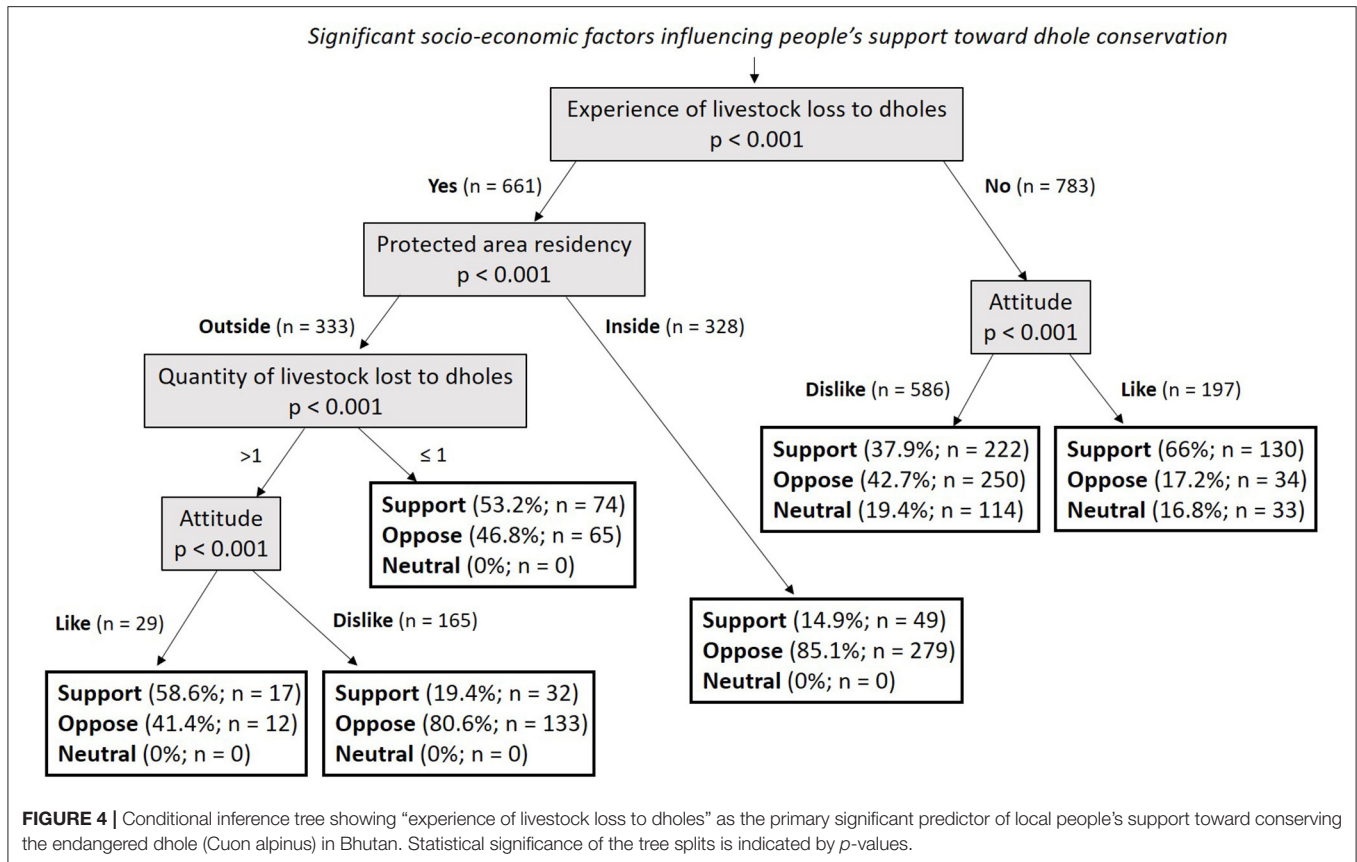 Significant socio-economic factors influencing people's support toward dhole conservation
Experience of livestock loss to dholes
p < 0.001
Yes (n = 661)
No (n = 783)
Protected area residency
p < 0.001
Attitude
p < 0.001
Outside (n = 333)
Inside (n = 328)
Quantity of livestock lost to dholes
p < 0.001
Dislike (n = 586)
Like (n = 197)
Support (37.9%; n = 222)
Oppose (42.7%; n = 250)
Neutral (19.4%; n = 114)
Support (66%; n = 130)
Oppose (17.2%; n = 34)
Neutral (16.8%; n = 33)
>1
≤ 1
Attitude
p < 0.001
Support (53.2%; n = 74)
Oppose (46.8%; n = 65)
Neutral (0%; n = 0)
Like (n = 29)
Dislike (n = 165)
Support (14.9%; n = 49)
Oppose (85.1%; n = 279)
Neutral (0%; n = 0)
Support (58.6%; n = 17)
Oppose (41.4%; n = 12)
Neutral (0%; n = 0)
Support (19.4%; n = 32)
Oppose (80.6%; n = 133)
Neutral (0%; n = 0)
FIGURE 4 | Conditional inference tree showing "experience of livestock loss to dholes" as the primary significant predictor of local people's support toward conserving
the endangered dhole (Cuon alpinus) in Bhutan. Statistical significance of the tree splits is indicated by p-values.